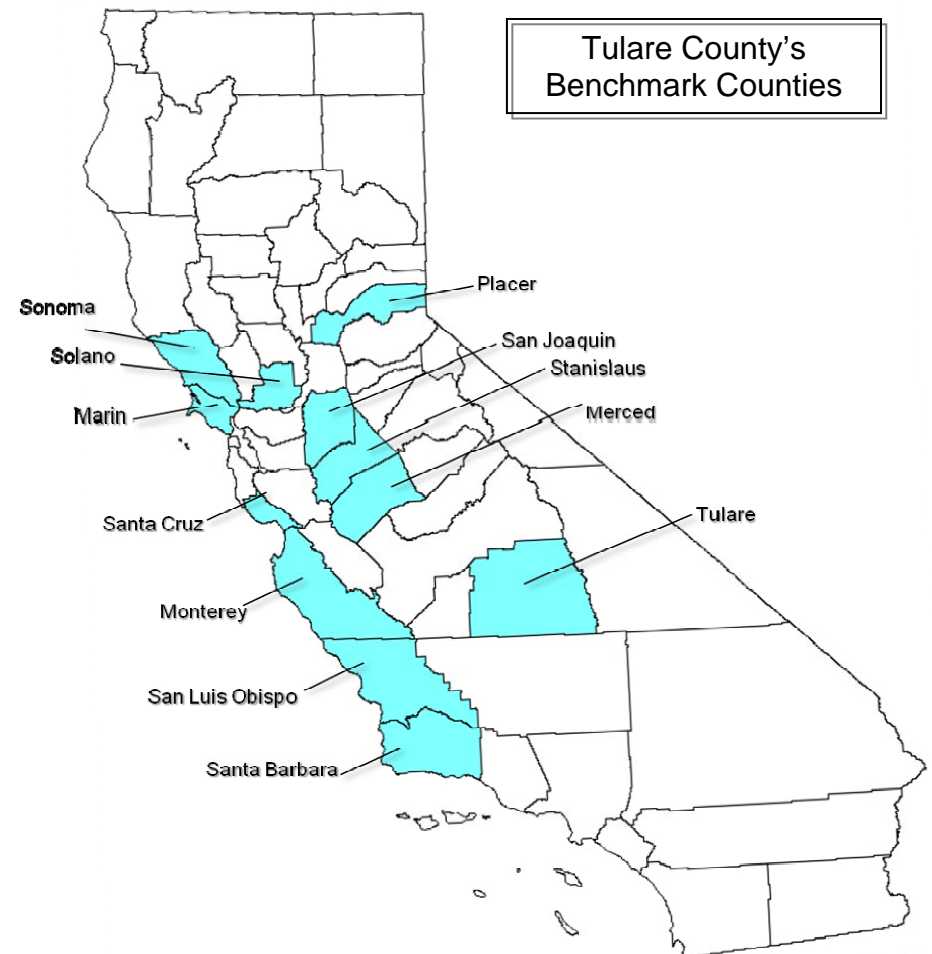 Tulare County’s
Benchmark Counties
Placer
Sonoma
San Joaquin
Solano
Stanislaus
Merced
Marin
Santa Cruz
Tulare
Monterey
San Luis Obispo
Santa Barbara